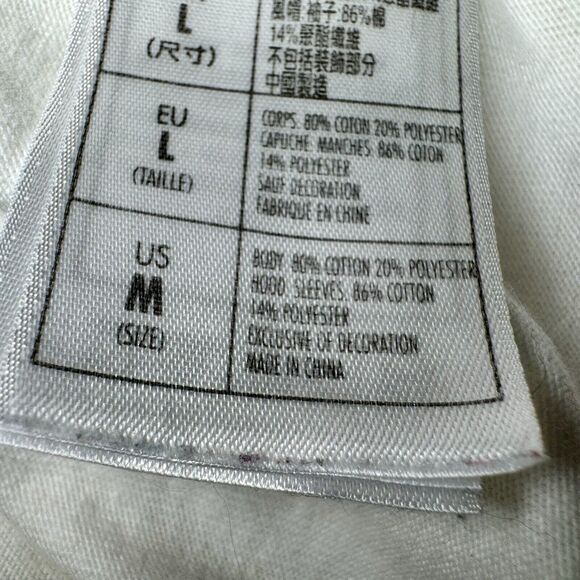 L
(尺寸)
風帽.袖子:86%棉
14%聚酯纖維
不包括裝飾部分
中國製造
EU
L
(TAILLE)
CORPS. 80% COTON 20% POLYESTER
CAPUCHE. MANCHES. 86% COTON
14% POLYESTER
SAUF DECORATION
FABRIQUE EN CHINE
US
M
(SIZE)
BODY. 80% COTTON 20% POLYESTER
HOOD. SLEEVES. 86% COTTON
14% POLYESTER
EXCLUSIVE OF DECORATION
MADE IN CHINA